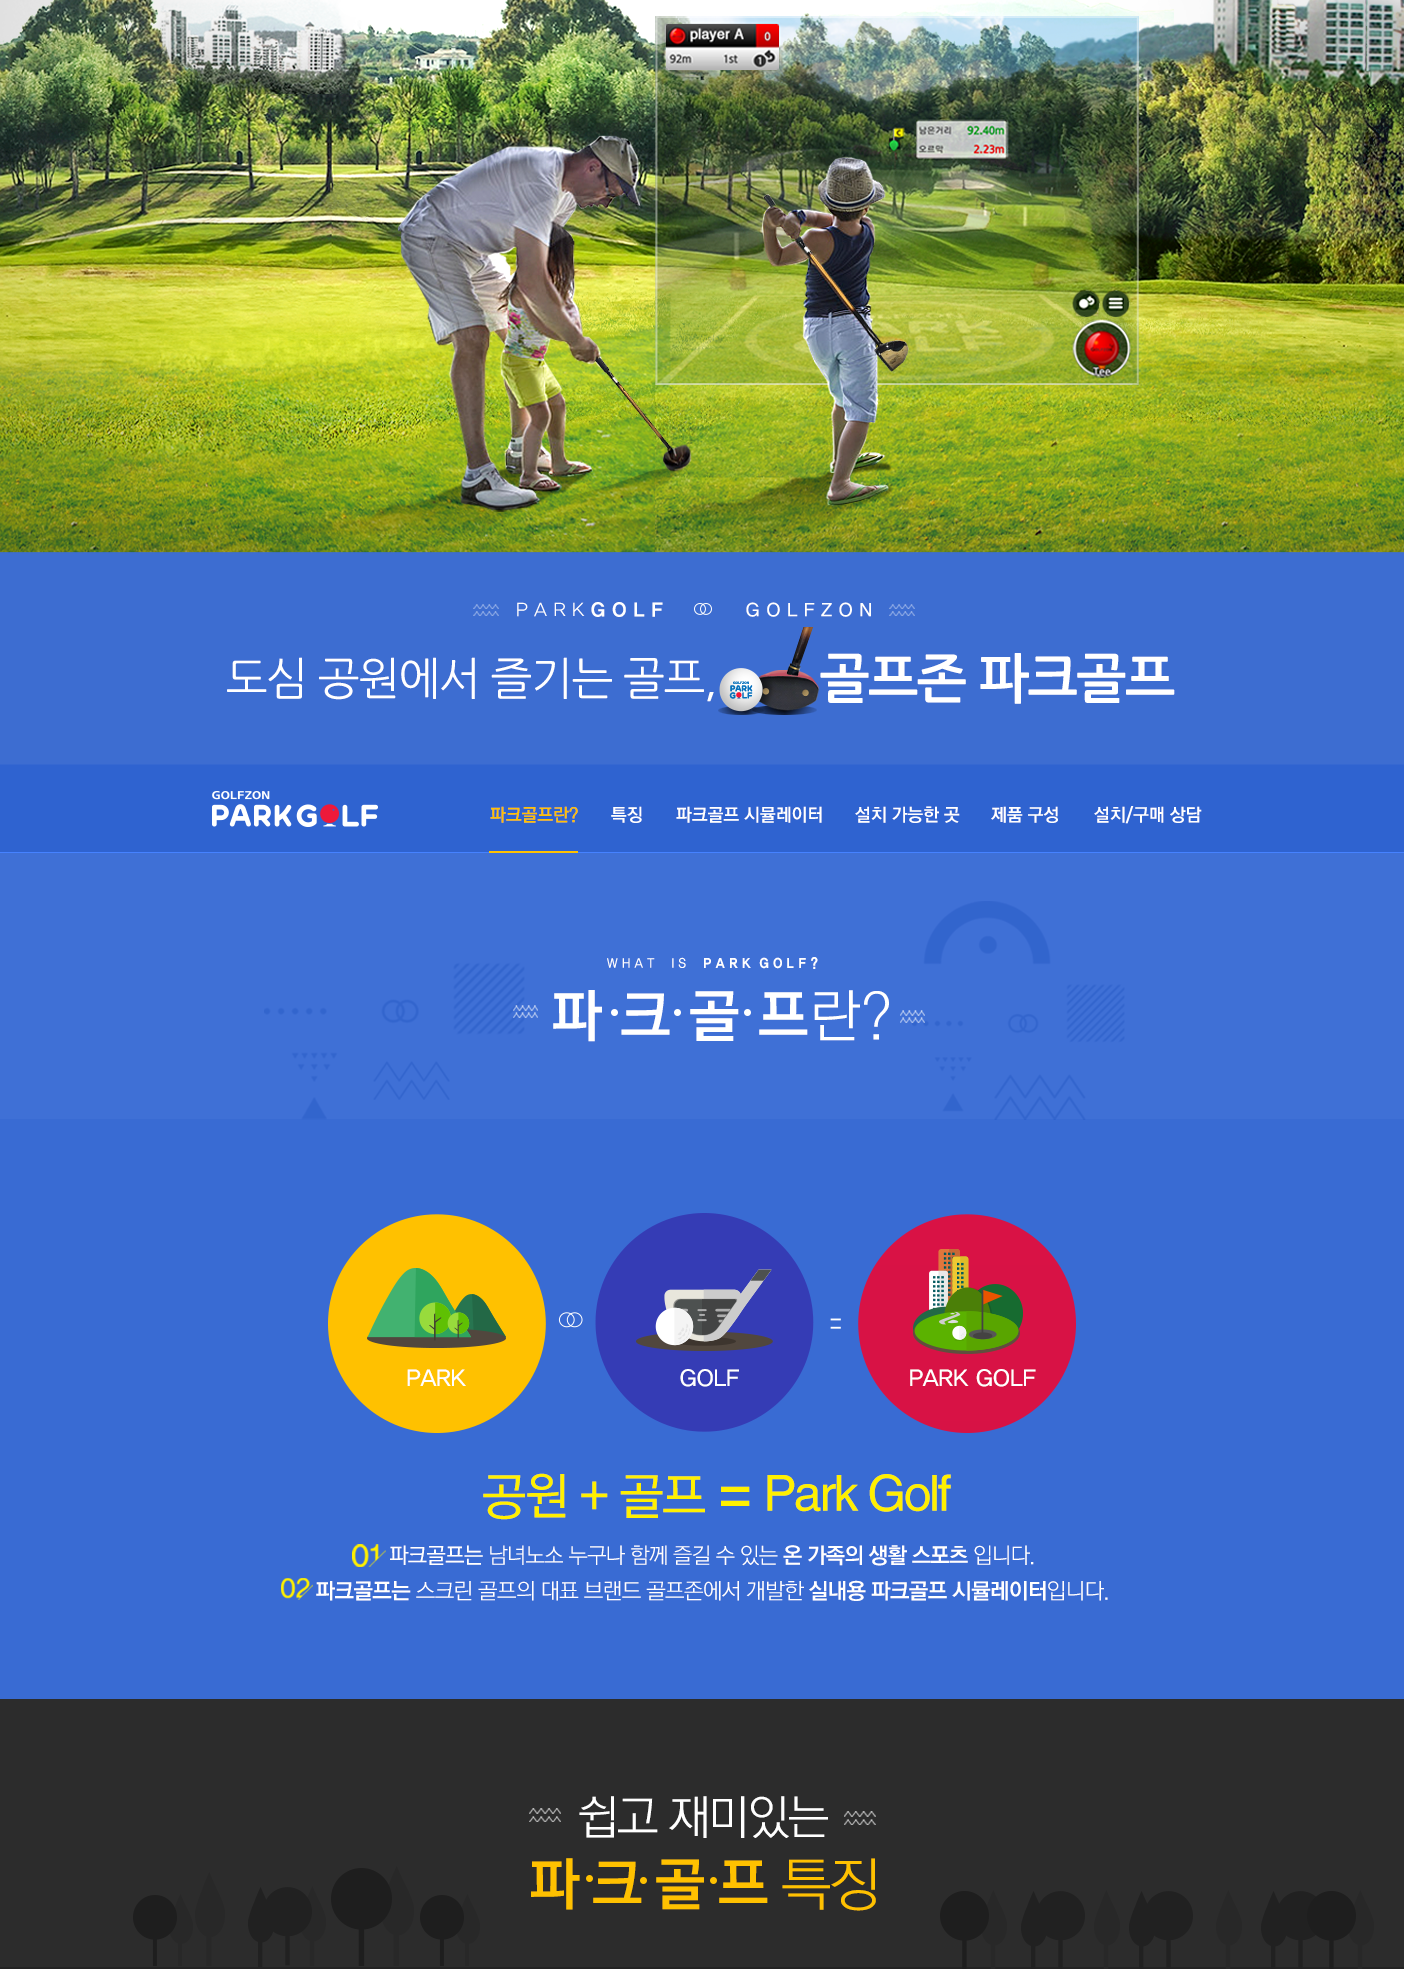 player A 0
92m 1st 1
남은거리 92.40m
오르막 2.23m
Tee
PARKGOLF GOLFZON
도심 공원에서 즐기는 골프, 골프존 파크골프
GOLFZON
PARK
GOLF
GOLFZON
PARK GOLF
파크골프란? 특징 파크골프 시뮬레이터 설치 가능한 곳 제품 구성 설치/구매 상담
WHAT IS PARK GOLF?
파·크·골·프란?
PARK GOLF = PARK GOLF
공원 + 골프 = Park Golf
01 파크골프는 남녀노소 누구나 함께 즐길 수 있는 온 가족의 생활 스포츠 입니다.
02 파크골프는 스크린 골프의 대표 브랜드 골프존에서 개발한 실내용 파크골프 시뮬레이터입니다.
쉽고 재미있는
파·크·골·프 특징